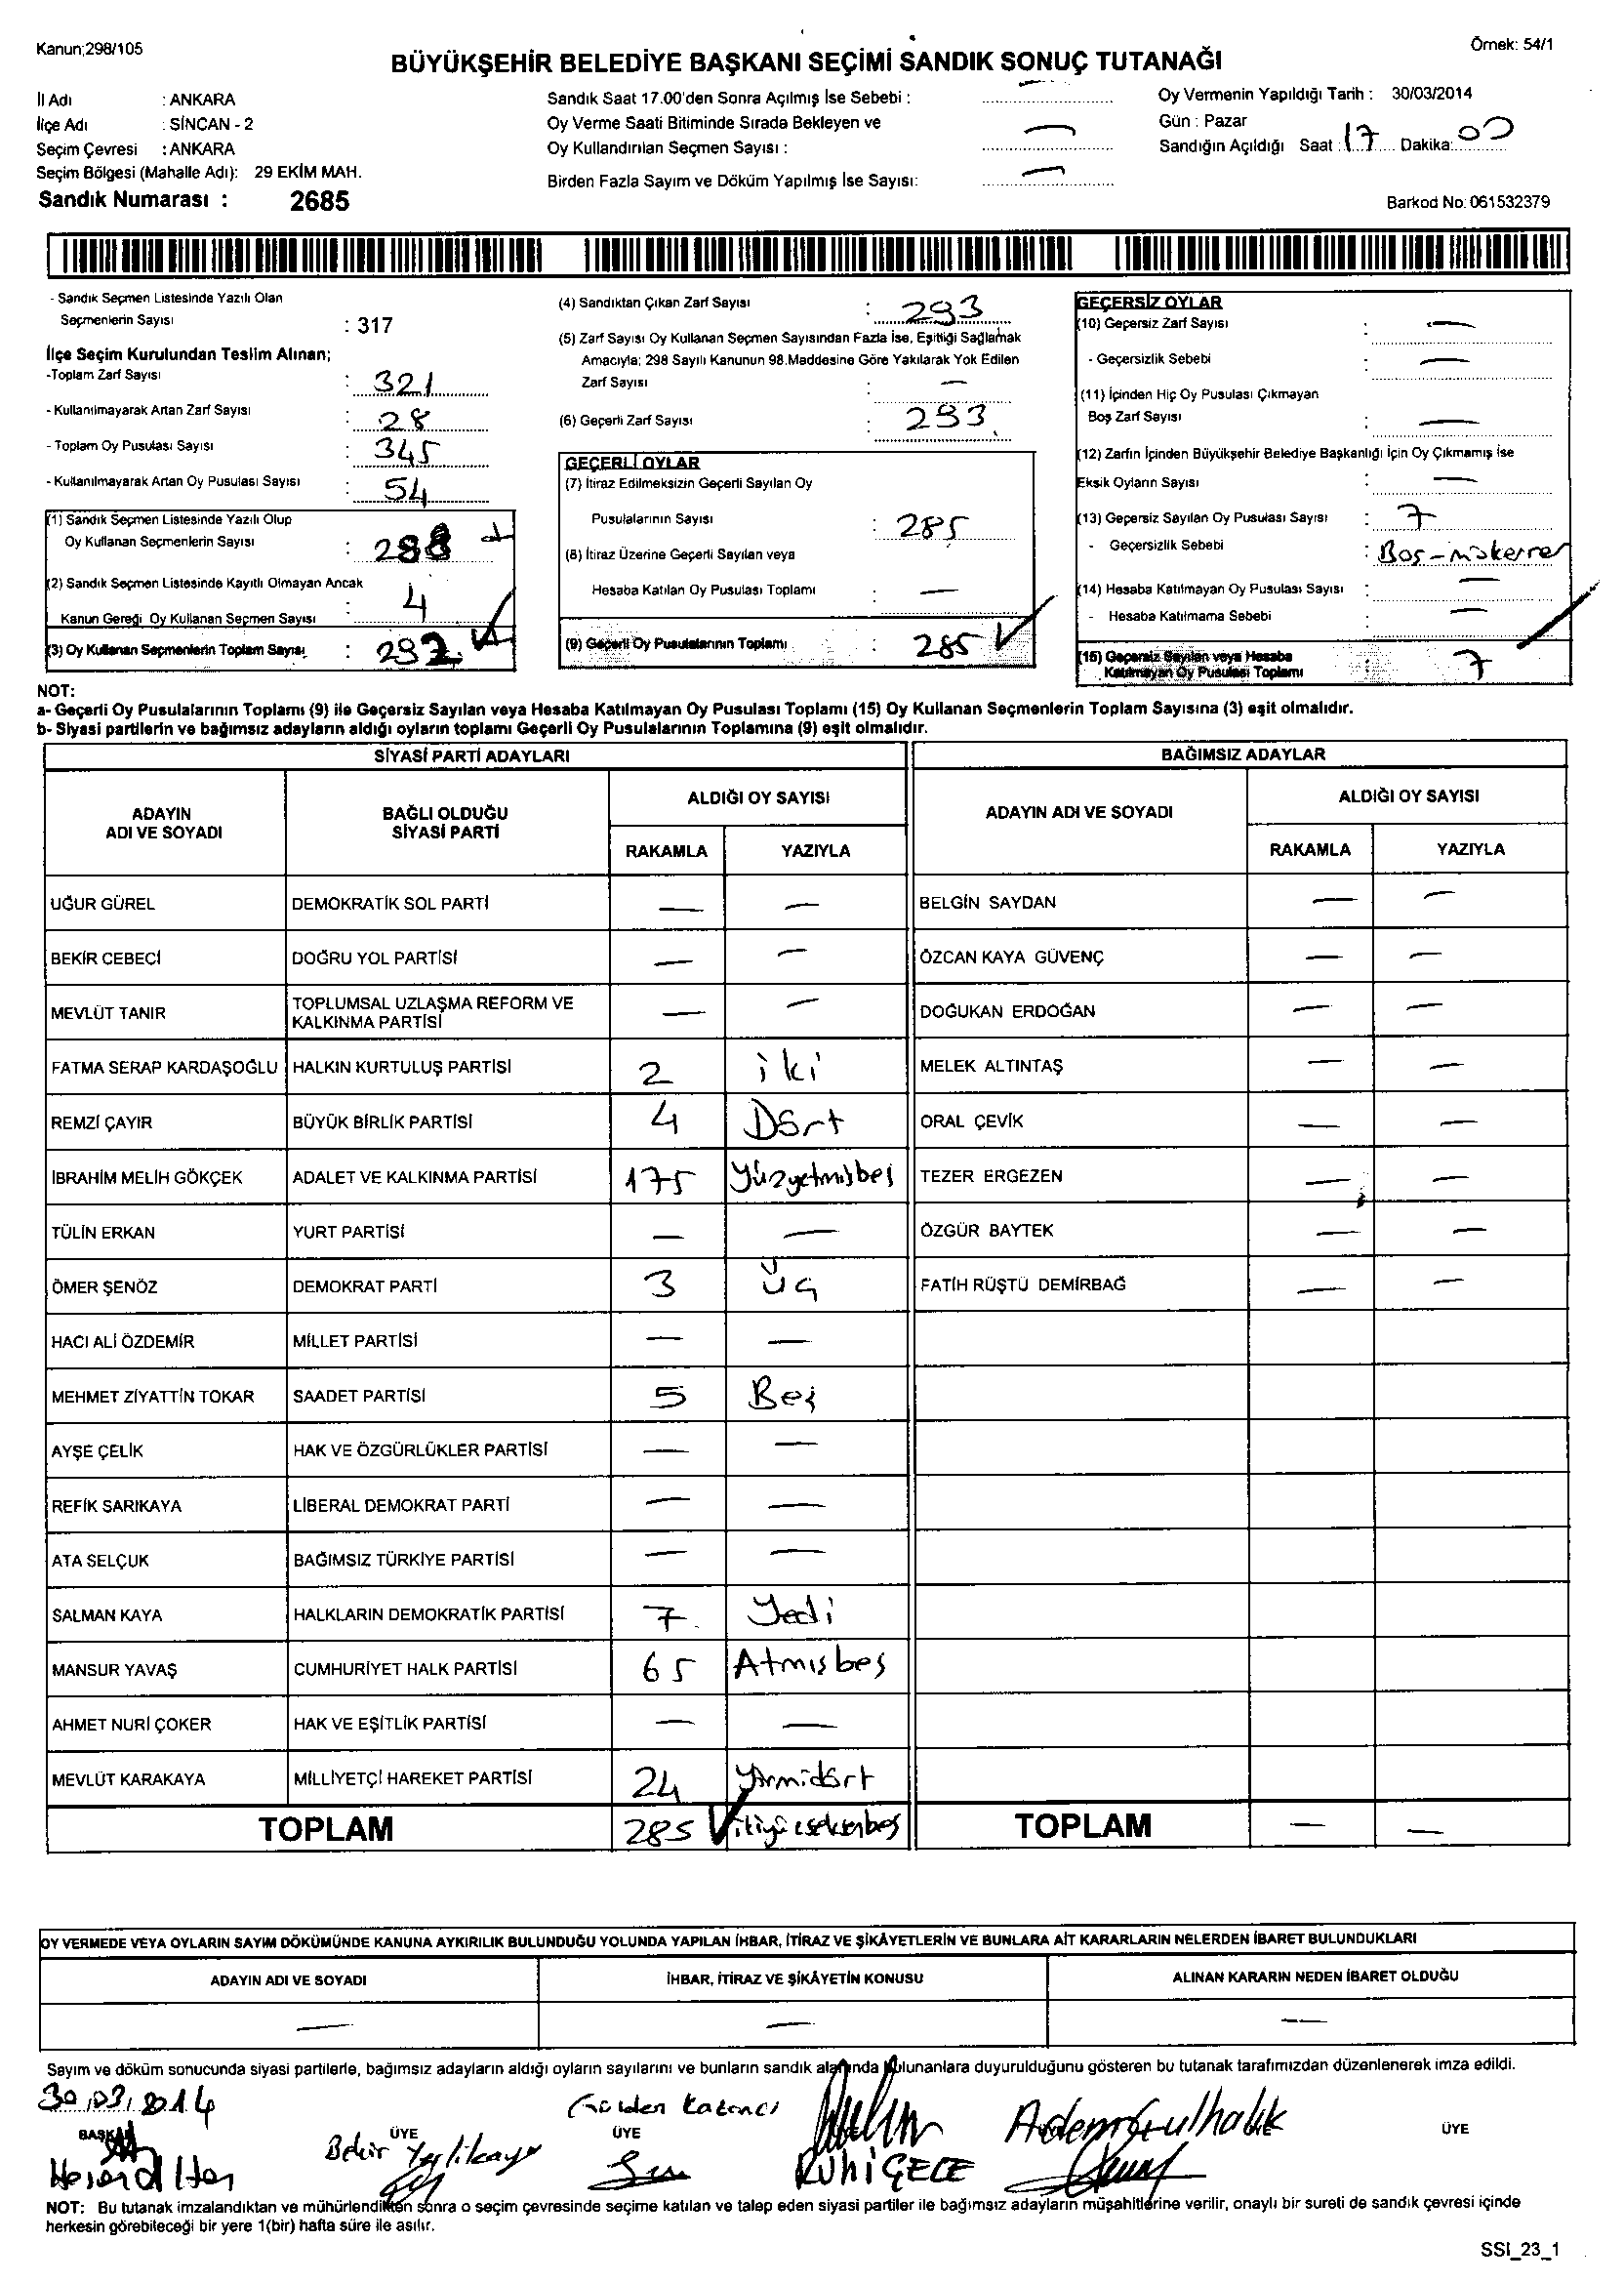 Kanun;298/105
Örnek: 54/1
BÜYÜKŞEHİR BELEDİYE BAŞKANI SEÇİMİ SANDIK SONUÇ TUTANAĞI
İl Adı : ANKARA
İlçe Adı : SİNCAN - 2
Seçim Çevresi : ANKARA
Seçim Bölgesi (Mahalle Adı): 29 EKİM MAH.
Sandık Numarası : 2685
Sandık Saat 17.00'den Sonra Açılmış İse Sebebi : —
Oy Verme Saati Bitiminde Sırada Bekleyen ve
Oy Kullandırılan Seçmen Sayısı : —
Birden Fazla Sayım ve Döküm Yapılmış İse Sayısı: —
Oy Vermenin Yapıldığı Tarih : 30/03/2014
Gün : Pazar
Sandığın Açıldığı Saat : 17 Dakika: 00
Barkod No: 061532379
- Sandık Seçmen Listesinde Yazılı Olan
Seçmenlerin Sayısı : 317
İlçe Seçim Kurulundan Teslim Alınan;
-Toplam Zarf Sayısı : 321
- Kullanılmayarak Artan Zarf Sayısı : 28
- Toplam Oy Pusulası Sayısı : 345
- Kullanılmayarak Artan Oy Pusulası Sayısı : 54
(1) Sandık Seçmen Listesinde Yazılı Olup
Oy Kullanan Seçmenlerin Sayısı : 288
(2) Sandık Seçmen Listesinde Kayıtlı Olmayan Ancak
Kanun Gereği Oy Kullanan Seçmen Sayısı : 4
(3) Oy Kullanan Seçmenlerin Toplam Sayısı : 292
(4) Sandıktan Çıkan Zarf Sayısı : 293
(5) Zarf Sayısı Oy Kullanan Seçmen Sayısından Fazla İse, Eşitliği Sağlamak
Amacıyla; 298 Sayılı Kanunun 98.Maddesine Göre Yakılarak Yok Edilen
Zarf Sayısı : —
(6) Geçerli Zarf Sayısı : 293
GEÇERLİ OYLAR
(7) İtiraz Edilmeksizin Geçerli Sayılan Oy
Pusulalarının Sayısı : 285
(8) İtiraz Üzerine Geçerli Sayılan veya
Hesaba Katılan Oy Pusulası Toplamı : —
(9) Geçerli Oy Pusulalarının Toplamı : 285
GEÇERSİZ OYLAR
(10) Geçersiz Zarf Sayısı : —
- Geçersizlik Sebebi : —
(11) İçinden Hiç Oy Pusulası Çıkmayan
Boş Zarf Sayısı : —
(12) Zarfın İçinden Büyükşehir Belediye Başkanlığı İçin Oy Çıkmamış İse
Eksik Oyların Sayısı : —
(13) Geçersiz Sayılan Oy Pusulası Sayısı : 7
- Geçersizlik Sebebi : Boş-mükerrer
(14) Hesaba Katılmayan Oy Pusulası Sayısı : —
- Hesaba Katılmama Sebebi : —
(15) Geçersiz Sayılan veya Hesaba
Katılmayan Oy Pusulası Toplamı : 7
NOT:
a- Geçerli Oy Pusulalarının Toplamı (9) ile Geçersiz Sayılan veya Hesaba Katılmayan Oy Pusulası Toplamı (15) Oy Kullanan Seçmenlerin Toplam Sayısına (3) eşit olmalıdır.
b- Siyasi partilerin ve bağımsız adayların aldığı oyların toplamı Geçerli Oy Pusulalarının Toplamına (9) eşit olmalıdır.
SİYASİ PARTİ ADAYLARI
ADAYIN ADI VE SOYADI BAĞLI OLDUĞU SİYASİ PARTİ ALDIĞI OY SAYISI
RAKAMLA YAZIYLA
UĞUR GÜREL DEMOKRATİK SOL PARTİ — —
BEKİR CEBECİ DOĞRU YOL PARTİSİ — —
MEVLÜT TANIR TOPLUMSAL UZLAŞMA REFORM VE KALKINMA PARTİSİ — —
FATMA SERAP KARDAŞOĞLU HALKIN KURTULUŞ PARTİSİ 2 iki
REMZİ ÇAYIR BÜYÜK BİRLİK PARTİSİ 4 Dört
İBRAHİM MELİH GÖKÇEK ADALET VE KALKINMA PARTİSİ 175 Yüzyetmişbeş
TÜLİN ERKAN YURT PARTİSİ — —
ÖMER ŞENÖZ DEMOKRAT PARTİ 3 Üç
HACI ALİ ÖZDEMİR MİLLET PARTİSİ — —
MEHMET ZİYATTİN TOKAR SAADET PARTİSİ 5 Beş
AYŞE ÇELİK HAK VE ÖZGÜRLÜKLER PARTİSİ — —
REFİK SARIKAYA LİBERAL DEMOKRAT PARTİ — —
ATA SELÇUK BAĞIMSIZ TÜRKİYE PARTİSİ — —
SALMAN KAYA HALKLARIN DEMOKRATİK PARTİSİ 7 Yedi
MANSUR YAVAŞ CUMHURİYET HALK PARTİSİ 65 Atmışbeş
AHMET NURİ ÇOKER HAK VE EŞİTLİK PARTİSİ — —
MEVLÜT KARAKAYA MİLLİYETÇİ HAREKET PARTİSİ 24 Yirmidört
TOPLAM 285 ikiyüzseksenbeş
BAĞIMSIZ ADAYLAR
ADAYIN ADI VE SOYADI ALDIĞI OY SAYISI
RAKAMLA YAZIYLA
BELGİN SAYDAN — —
ÖZCAN KAYA GÜVENÇ — —
DOĞUKAN ERDOĞAN — —
MELEK ALTINTAŞ — —
ORAL ÇEVİK — —
TEZER ERGEZEN — —
ÖZGÜR BAYTEK — —
FATİH RÜŞTÜ DEMİRBAĞ — —
TOPLAM — —
OY VERMEDE VEYA OYLARIN SAYIM DÖKÜMÜNDE KANUNA AYKIRILIK BULUNDUĞU YOLUNDA YAPILAN İHBAR, İTİRAZ VE ŞİKÂYETLERİN VE BUNLARA AİT KARARLARIN NELERDEN İBARET BULUNDUKLARI
ADAYIN ADI VE SOYADI İHBAR, İTİRAZ VE ŞİKÂYETİN KONUSU ALINAN KARARIN NEDEN İBARET OLDUĞU
— — —
Sayım ve döküm sonucunda siyasi partilerle, bağımsız adayların aldığı oyların sayılarını ve bunların sandık alanında bulunanlara duyurulduğunu gösteren bu tutanak tarafımızdan düzenlenerek imza edildi.
30.03.2014
BAŞKAN ÜYE ÜYE ÜYE
Bekir Yeşilkaya
RUHİ GECE
NOT: Bu tutanak imzalandıktan ve mühürlendikten sonra o seçim çevresinde seçime katılan ve talep eden siyasi partiler ile bağımsız adayların müşahitlerine verilir, onaylı bir sureti de sandık çevresi içinde
herkesin görebileceği bir yere 1(bir) hafta süre ile asılır.
SSI_23_1